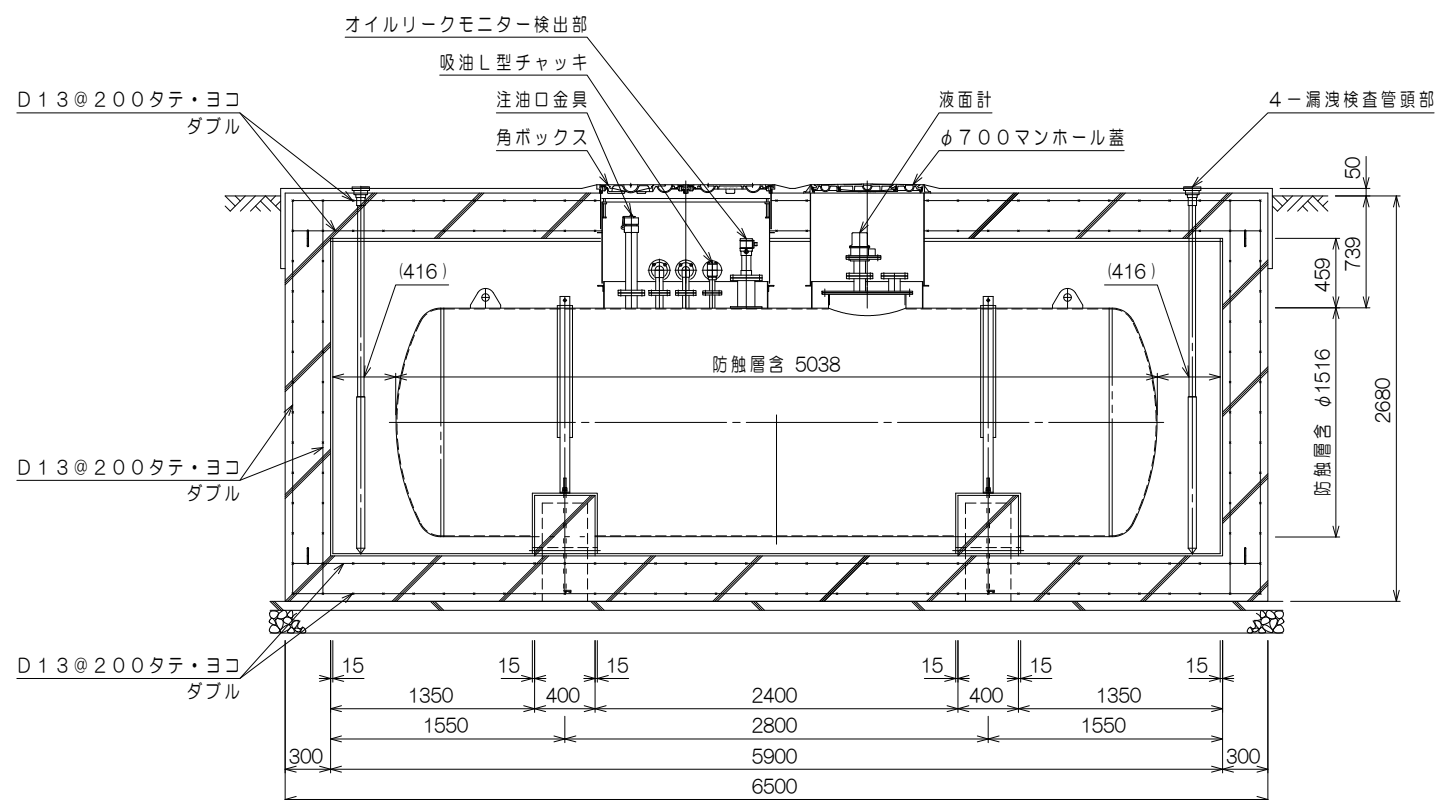 オイルリークモニター検出部
吸油L型チャッキ
D13@200タテ・ヨコ
ダブル
注油口金具
液面計
4-漏洩検査管頭部
角ボックス
φ700マンホール蓋
50
739
459
(416)
(416)
防触層含 5038
防触層含 φ1516
2680
D13@200タテ・ヨコ
ダブル
D13@200タテ・ヨコ
ダブル
15
15
15
15
15
15
1350
400
2400
400
1350
1550
2800
1550
300
5900
300
6500